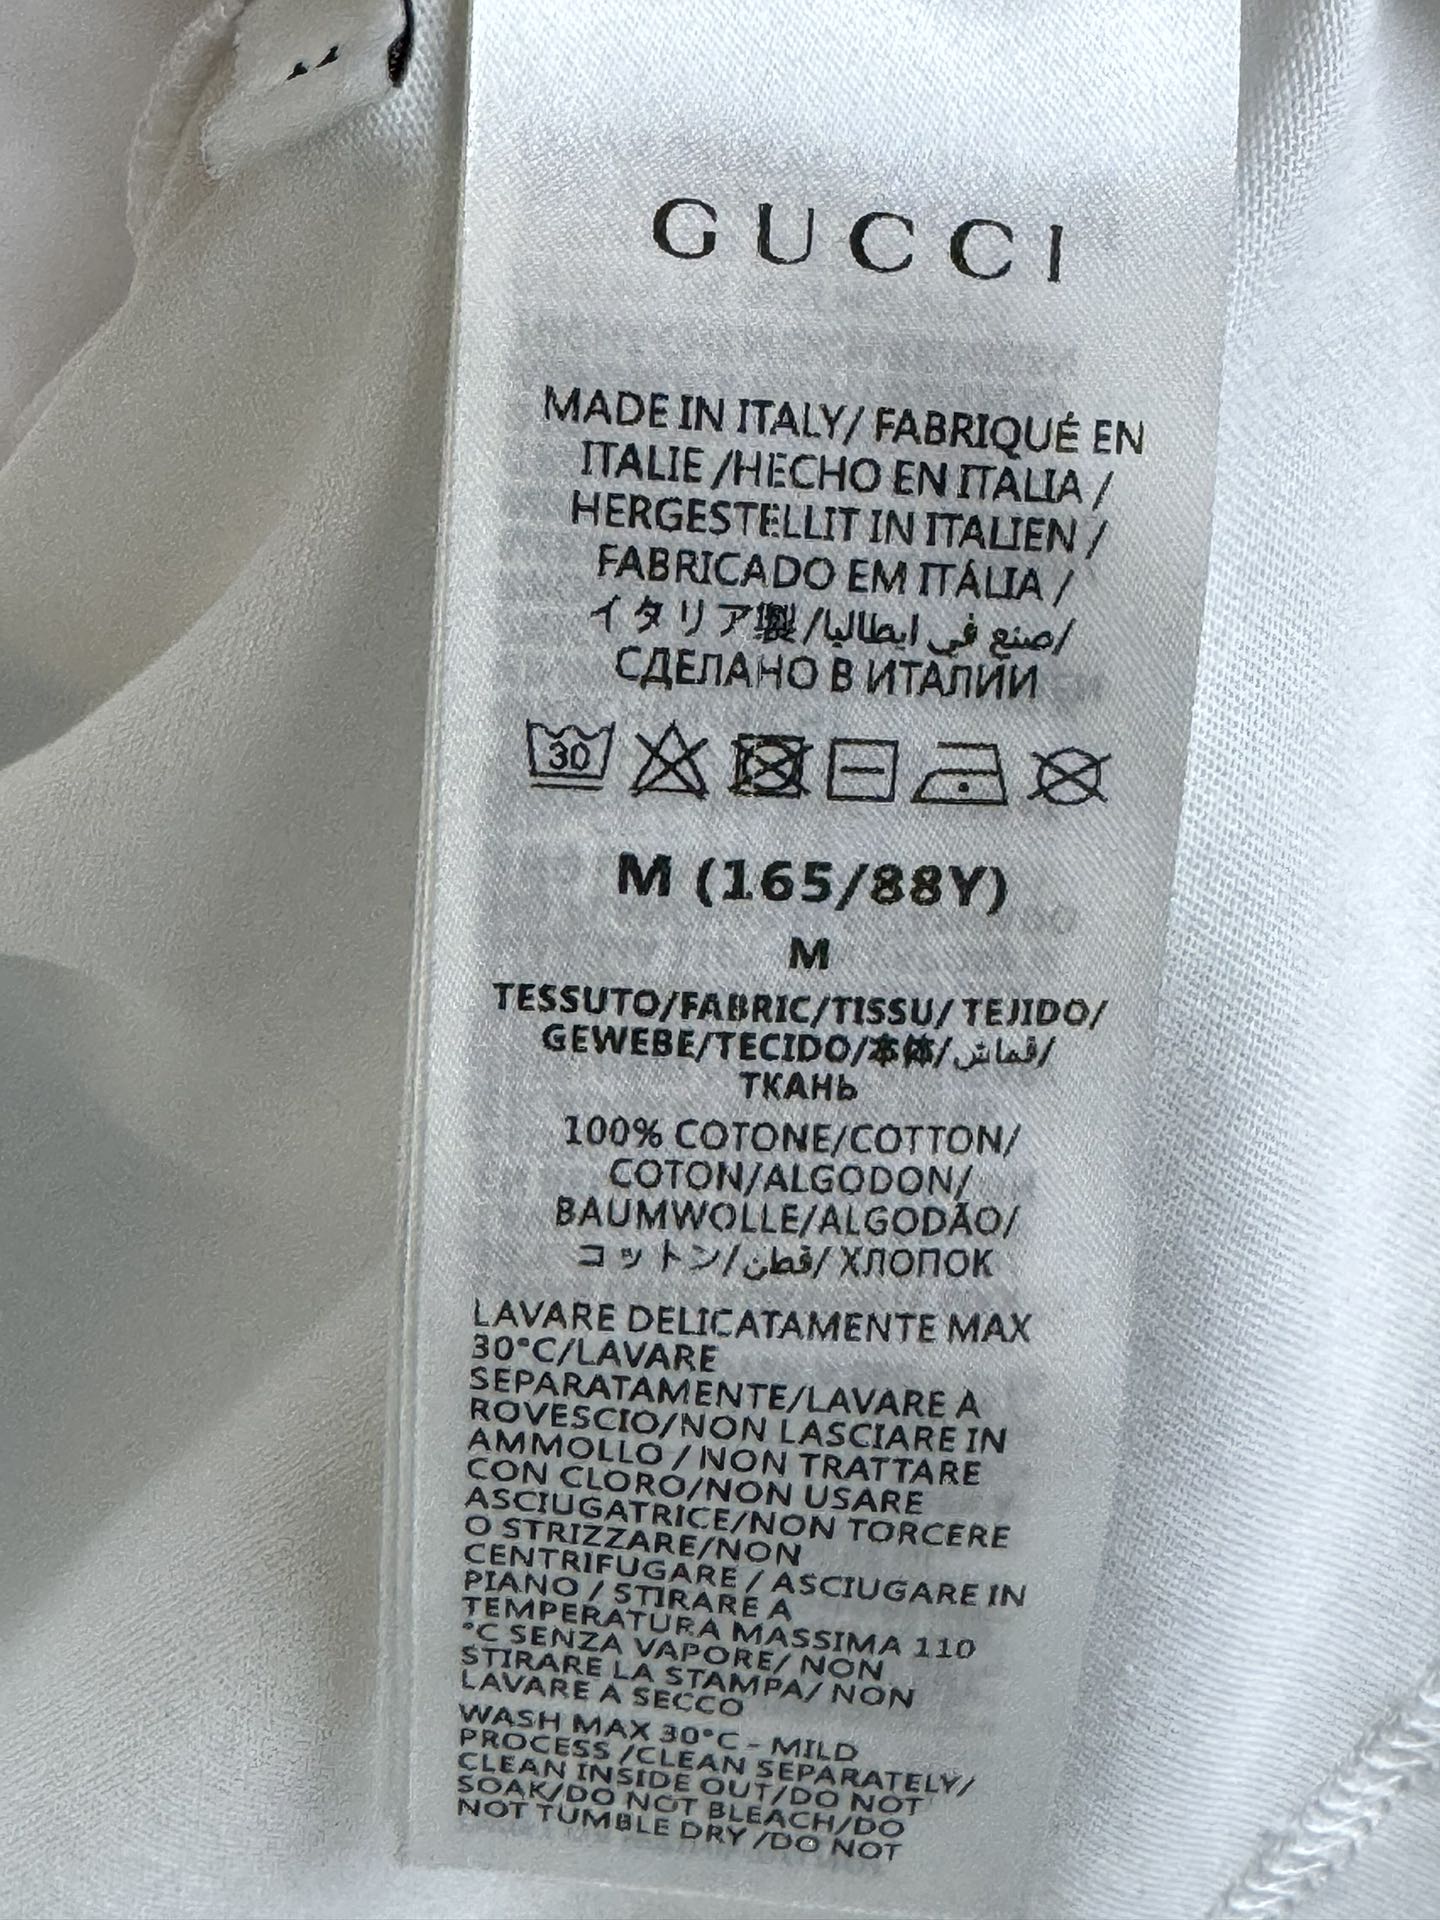 GUCCI
MADE IN ITALY/ FABRIQUÉ EN
ITALIE /HECHO EN ITALIA /
HERGESTELLIT IN ITALIEN /
FABRICADO EM ITÁLIA /
イタリア製/صنع في ايطاليا/
СДЕЛАНО В ИТАЛИИ
30
M (165/88Y)
M
TESSUTO/FABRIC/TISSU/ TEJIDO/
GEWEBE/TECIDO/本体/قماش/
ТКАНЬ
100% COTONE/COTTON/
COTON/ALGODON/
BAUMWOLLE/ALGODÃO/
コットン/قطن/ ХЛОПОК
LAVARE DELICATAMENTE MAX
30°C/LAVARE
SEPARATAMENTE/LAVARE A
ROVESCIO/NON LASCIARE IN
AMMOLLO / NON TRATTARE
CON CLORO/NON USARE
ASCIUGATRICE/NON TORCERE
O STRIZZARE/NON
CENTRIFUGARE / ASCIUGARE IN
PIANO / STIRARE A
TEMPERATURA MASSIMA 110
°C SENZA VAPORE/ NON
STIRARE LA STAMPA/ NON
LAVARE A SECCO
WASH MAX 30°C - MILD
PROCESS /CLEAN SEPARATELY/
CLEAN INSIDE OUT/DO NOT
SOAK/DO NOT BLEACH/DO
NOT TUMBLE DRY /DO NOT